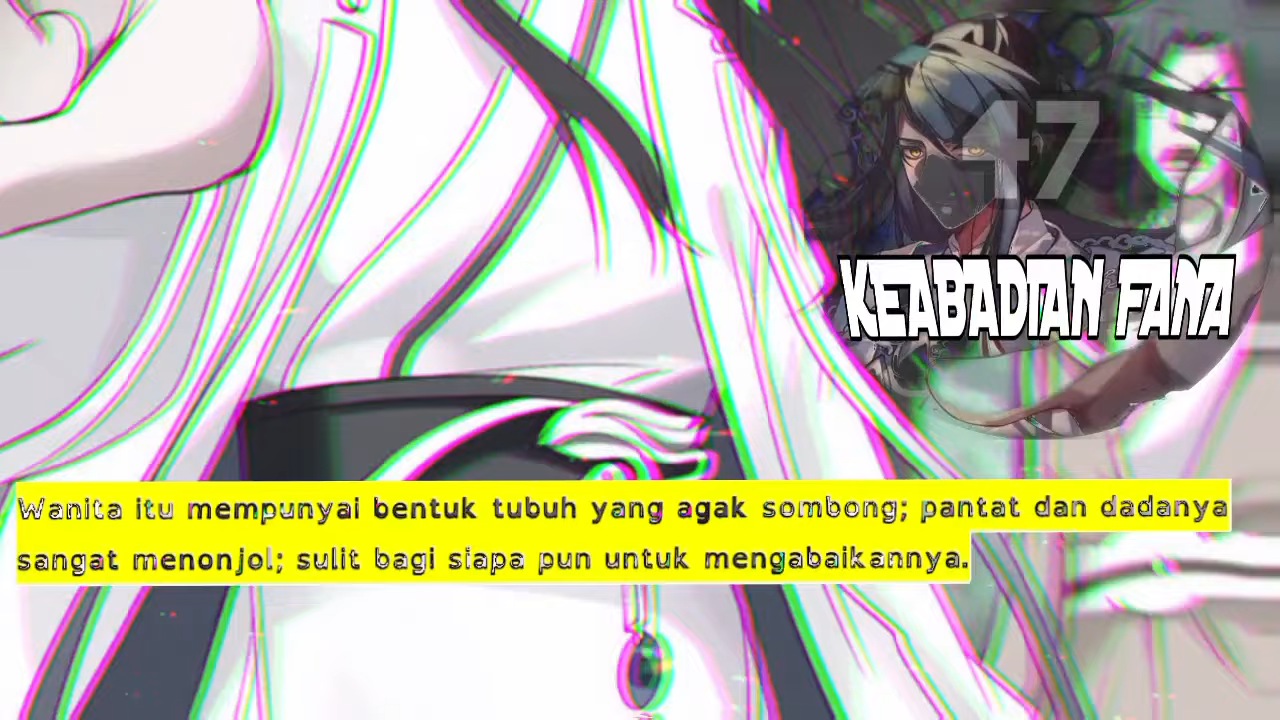 47
KEABADIAN FANA
Wanita itu mempunyai bentuk tubuh yang agak sombong; pantat dan dadanya
sangat menonjol; sulit bagi siapa pun untuk mengabaikannya.